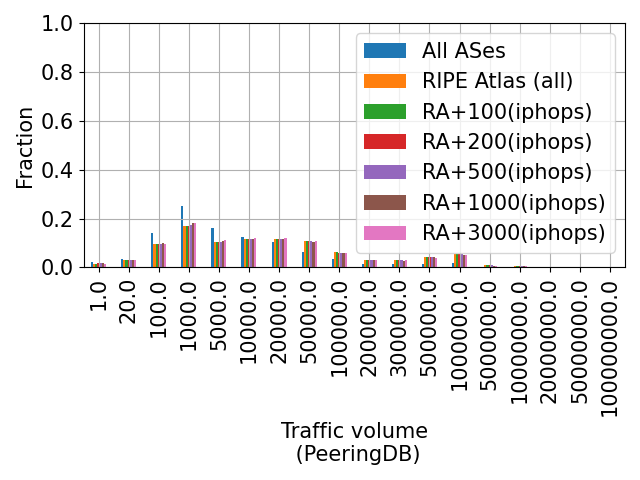 1.0
0.8
0.6
0.4
0.2
0.0
Fraction
All ASes
RIPE Atlas (all)
RA+100(iphops)
RA+200(iphops)
RA+500(iphops)
RA+1000(iphops)
RA+3000(iphops)
1.0
20.0
100.0
1000.0
5000.0
10000.0
20000.0
50000.0
100000.0
200000.0
300000.0
500000.0
1000000.0
5000000.0
10000000.0
20000000.0
50000000.0
100000000.0
Traffic volume
(PeeringDB)